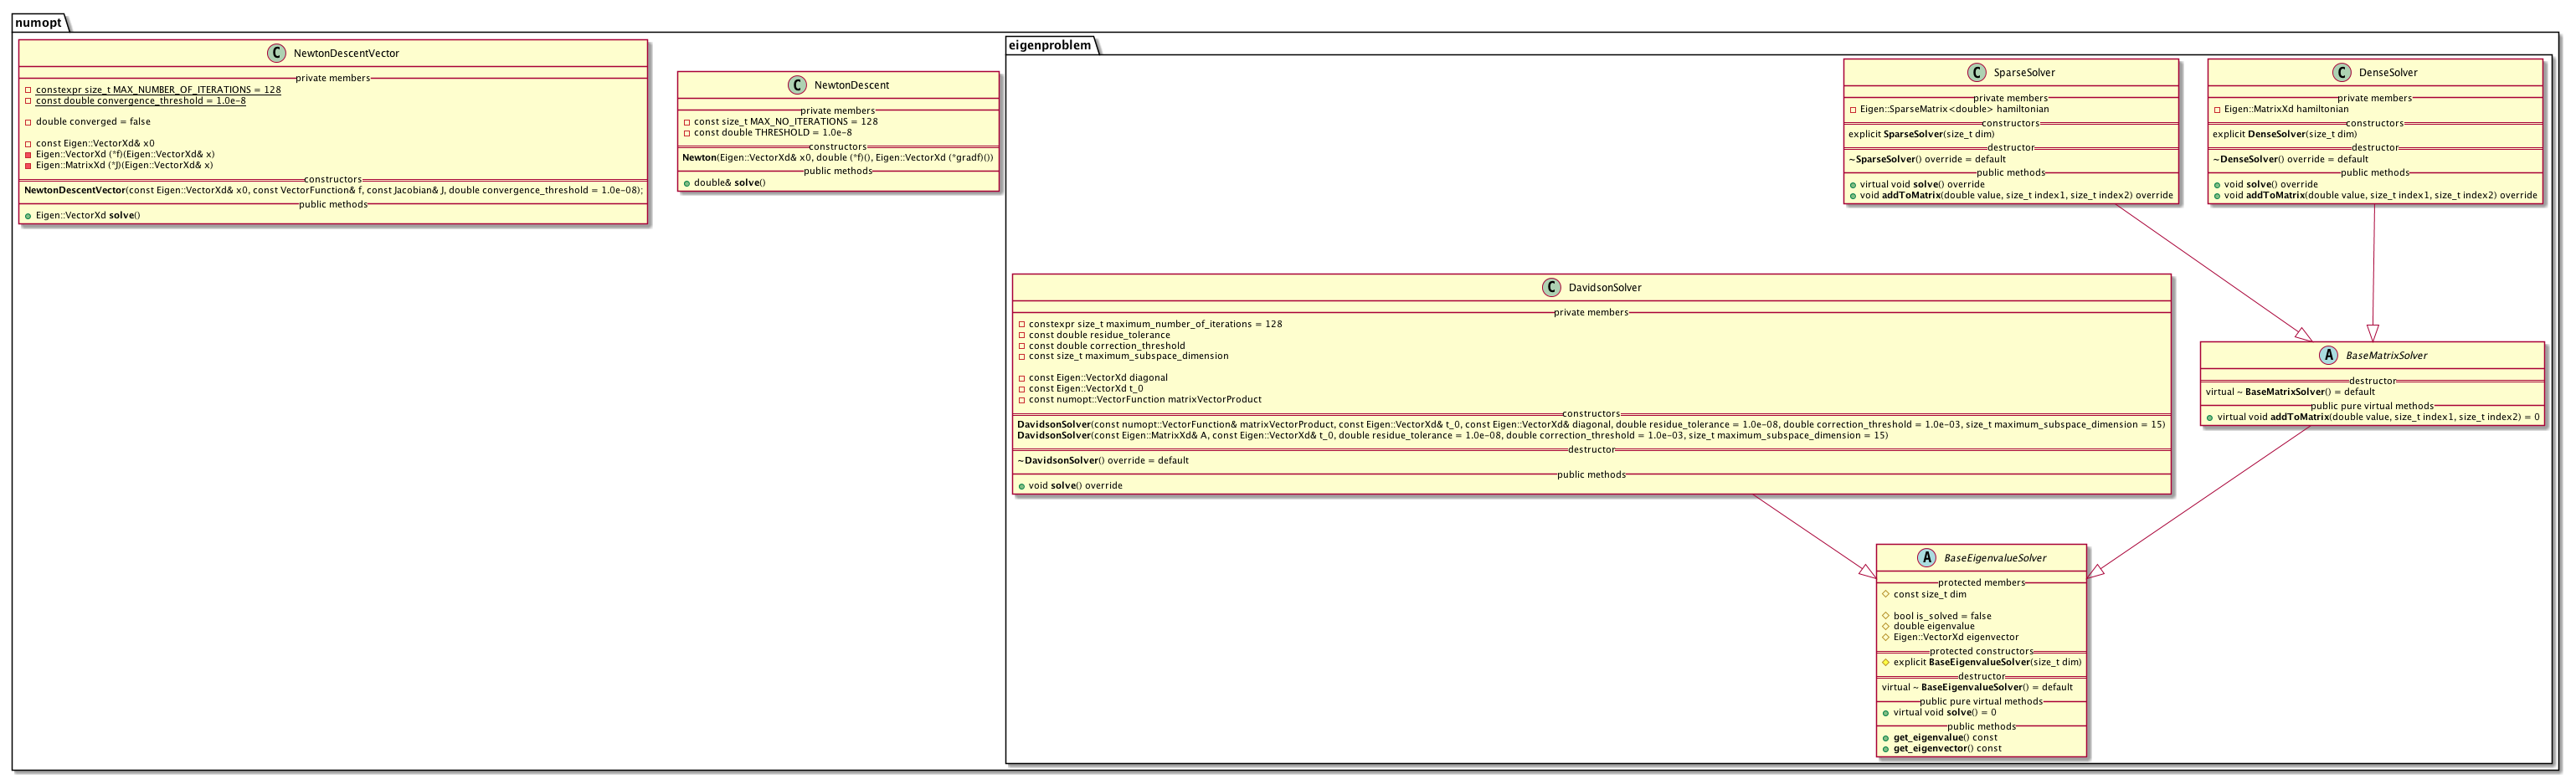 numopt
NewtonDescentVector
private members
constexpr size_t MAX_NUMBER_OF_ITERATIONS = 128
const double convergence_threshold = 1.0e-8
double converged = false
const Eigen::VectorXd& x0
Eigen::VectorXd (*f)(Eigen::VectorXd& x)
Eigen::MatrixXd (*J)(Eigen::VectorXd& x)
constructors
NewtonDescentVector(const Eigen::VectorXd& x0, const VectorFunction& f, const Jacobian& J, double convergence_threshold = 1.0e-08);
public methods
Eigen::VectorXd solve()
NewtonDescent
private members
const size_t MAX_NO_ITERATIONS = 128
const double THRESHOLD = 1.0e-8
constructors
Newton(Eigen::VectorXd& x0, double (*f)(), Eigen::VectorXd (*gradf)())
public methods
double& solve()
eigenproblem
SparseSolver
private members
Eigen::SparseMatrix<double> hamiltonian
constructors
explicit SparseSolver(size_t dim)
destructor
~SparseSolver() override = default
public methods
virtual void solve() override
void addToMatrix(double value, size_t index1, size_t index2) override
DenseSolver
private members
Eigen::MatrixXd hamiltonian
constructors
explicit DenseSolver(size_t dim)
destructor
~DenseSolver() override = default
public methods
void solve() override
void addToMatrix(double value, size_t index1, size_t index2) override
DavidsonSolver
private members
constexpr size_t maximum_number_of_iterations = 128
const double residue_tolerance
const double correction_threshold
const size_t maximum_subspace_dimension
const Eigen::VectorXd diagonal
const Eigen::VectorXd t_0
const numopt::VectorFunction matrixVectorProduct
constructors
DavidsonSolver(const numopt::VectorFunction& matrixVectorProduct, const Eigen::VectorXd& t_0, const Eigen::VectorXd& diagonal, double residue_tolerance = 1.0e-08, double correction_threshold = 1.0e-03, size_t maximum_subspace_dimension = 15)
DavidsonSolver(const Eigen::MatrixXd& A, const Eigen::VectorXd& t_0, double residue_tolerance = 1.0e-08, double correction_threshold = 1.0e-03, size_t maximum_subspace_dimension = 15)
destructor
~DavidsonSolver() override = default
public methods
void solve() override
BaseMatrixSolver
destructor
virtual ~ BaseMatrixSolver() = default
public pure virtual methods
virtual void addToMatrix(double value, size_t index1, size_t index2) = 0
BaseEigenvalueSolver
protected members
const size_t dim
bool is_solved = false
double eigenvalue
Eigen::VectorXd eigenvector
protected constructors
explicit BaseEigenvalueSolver(size_t dim)
destructor
virtual ~ BaseEigenvalueSolver() = default
public pure virtual methods
virtual void solve() = 0
public methods
get_eigenvalue() const
get_eigenvector() const